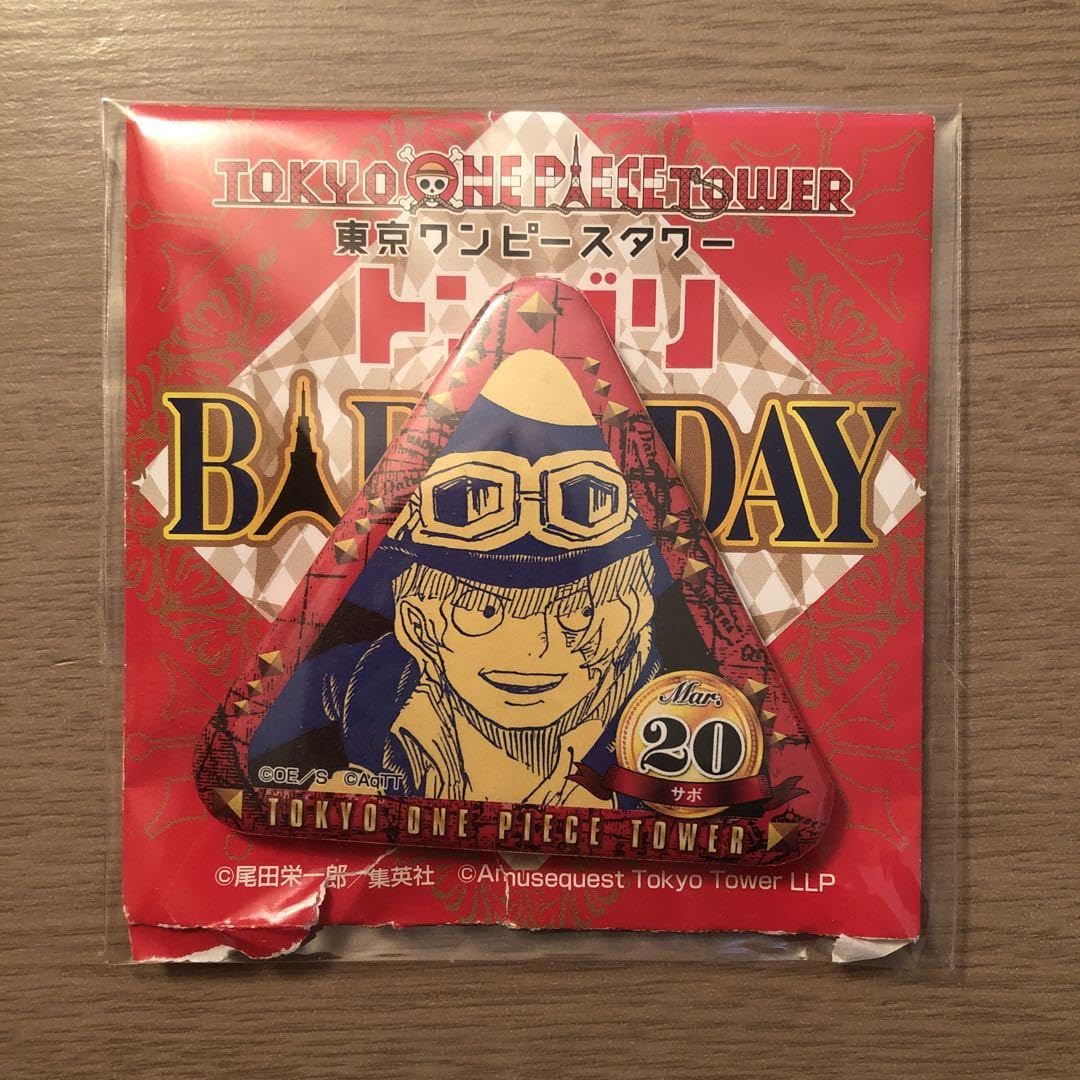 TOKYO ONE PIECE TOWER
東京ワンピースタワー
BA DAY
Mar.
20
サボ
©OE/S ©AqTT
TOKYO ONE PIECE TOWER
©尾田栄一郎/集英社 ©Amusequest Tokyo Tower LLP